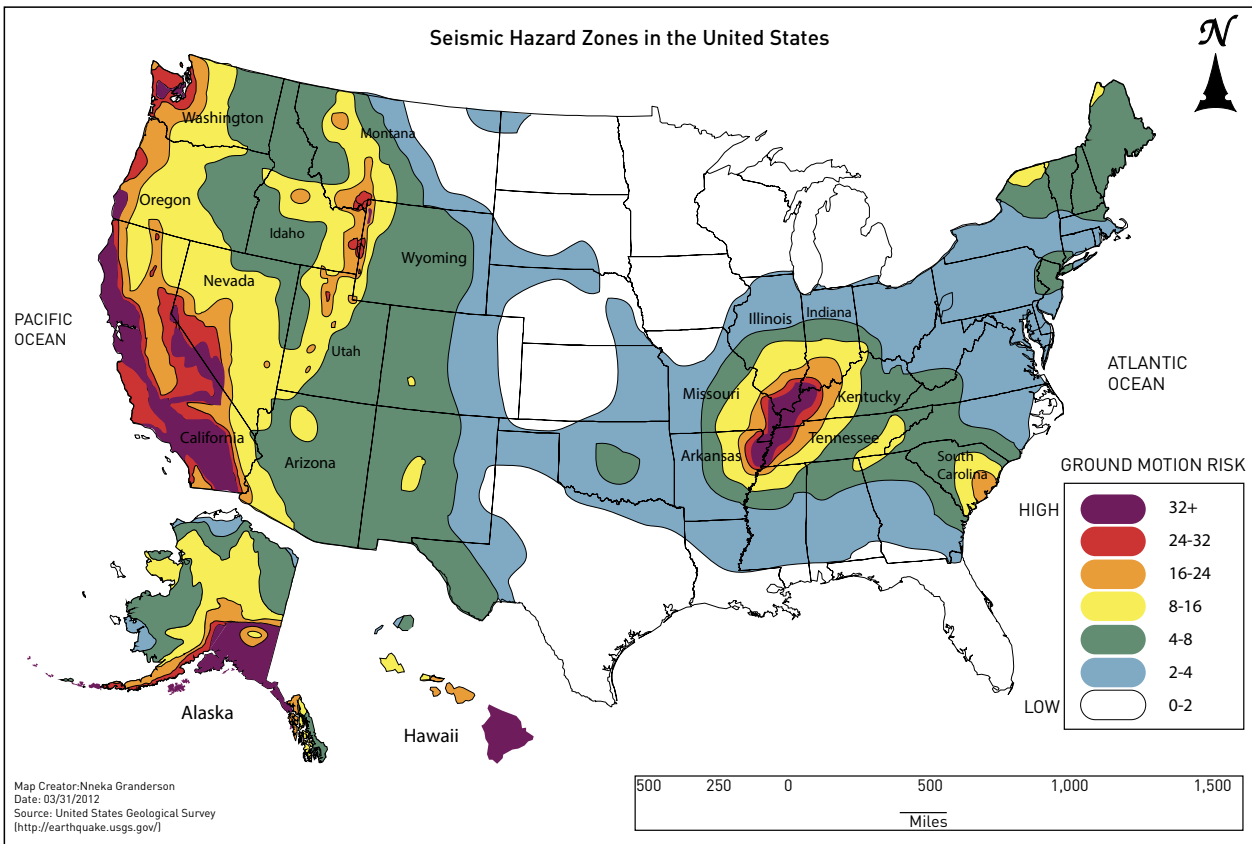 Seismic Hazard Zones in the United States
N
Washington
Montana
Oregon
Idaho
Wyoming
Nevada
PACIFIC
OCEAN
Illinois
Indiana
Utah
ATLANTIC
OCEAN
Missouri
Kentucky
California
Tennessee
Arizona
Arkansas
South
Carolina
GROUND MOTION RISK
HIGH
32+
24-32
16-24
8-16
4-8
2-4
LOW
0-2
Alaska
Hawaii
Map Creator:Nneka Granderson
Date: 03/31/2012
Source: United States Geological Survey
[http://earthquake.usgs.gov/]
500 250 0 500 1,000 1,500
Miles